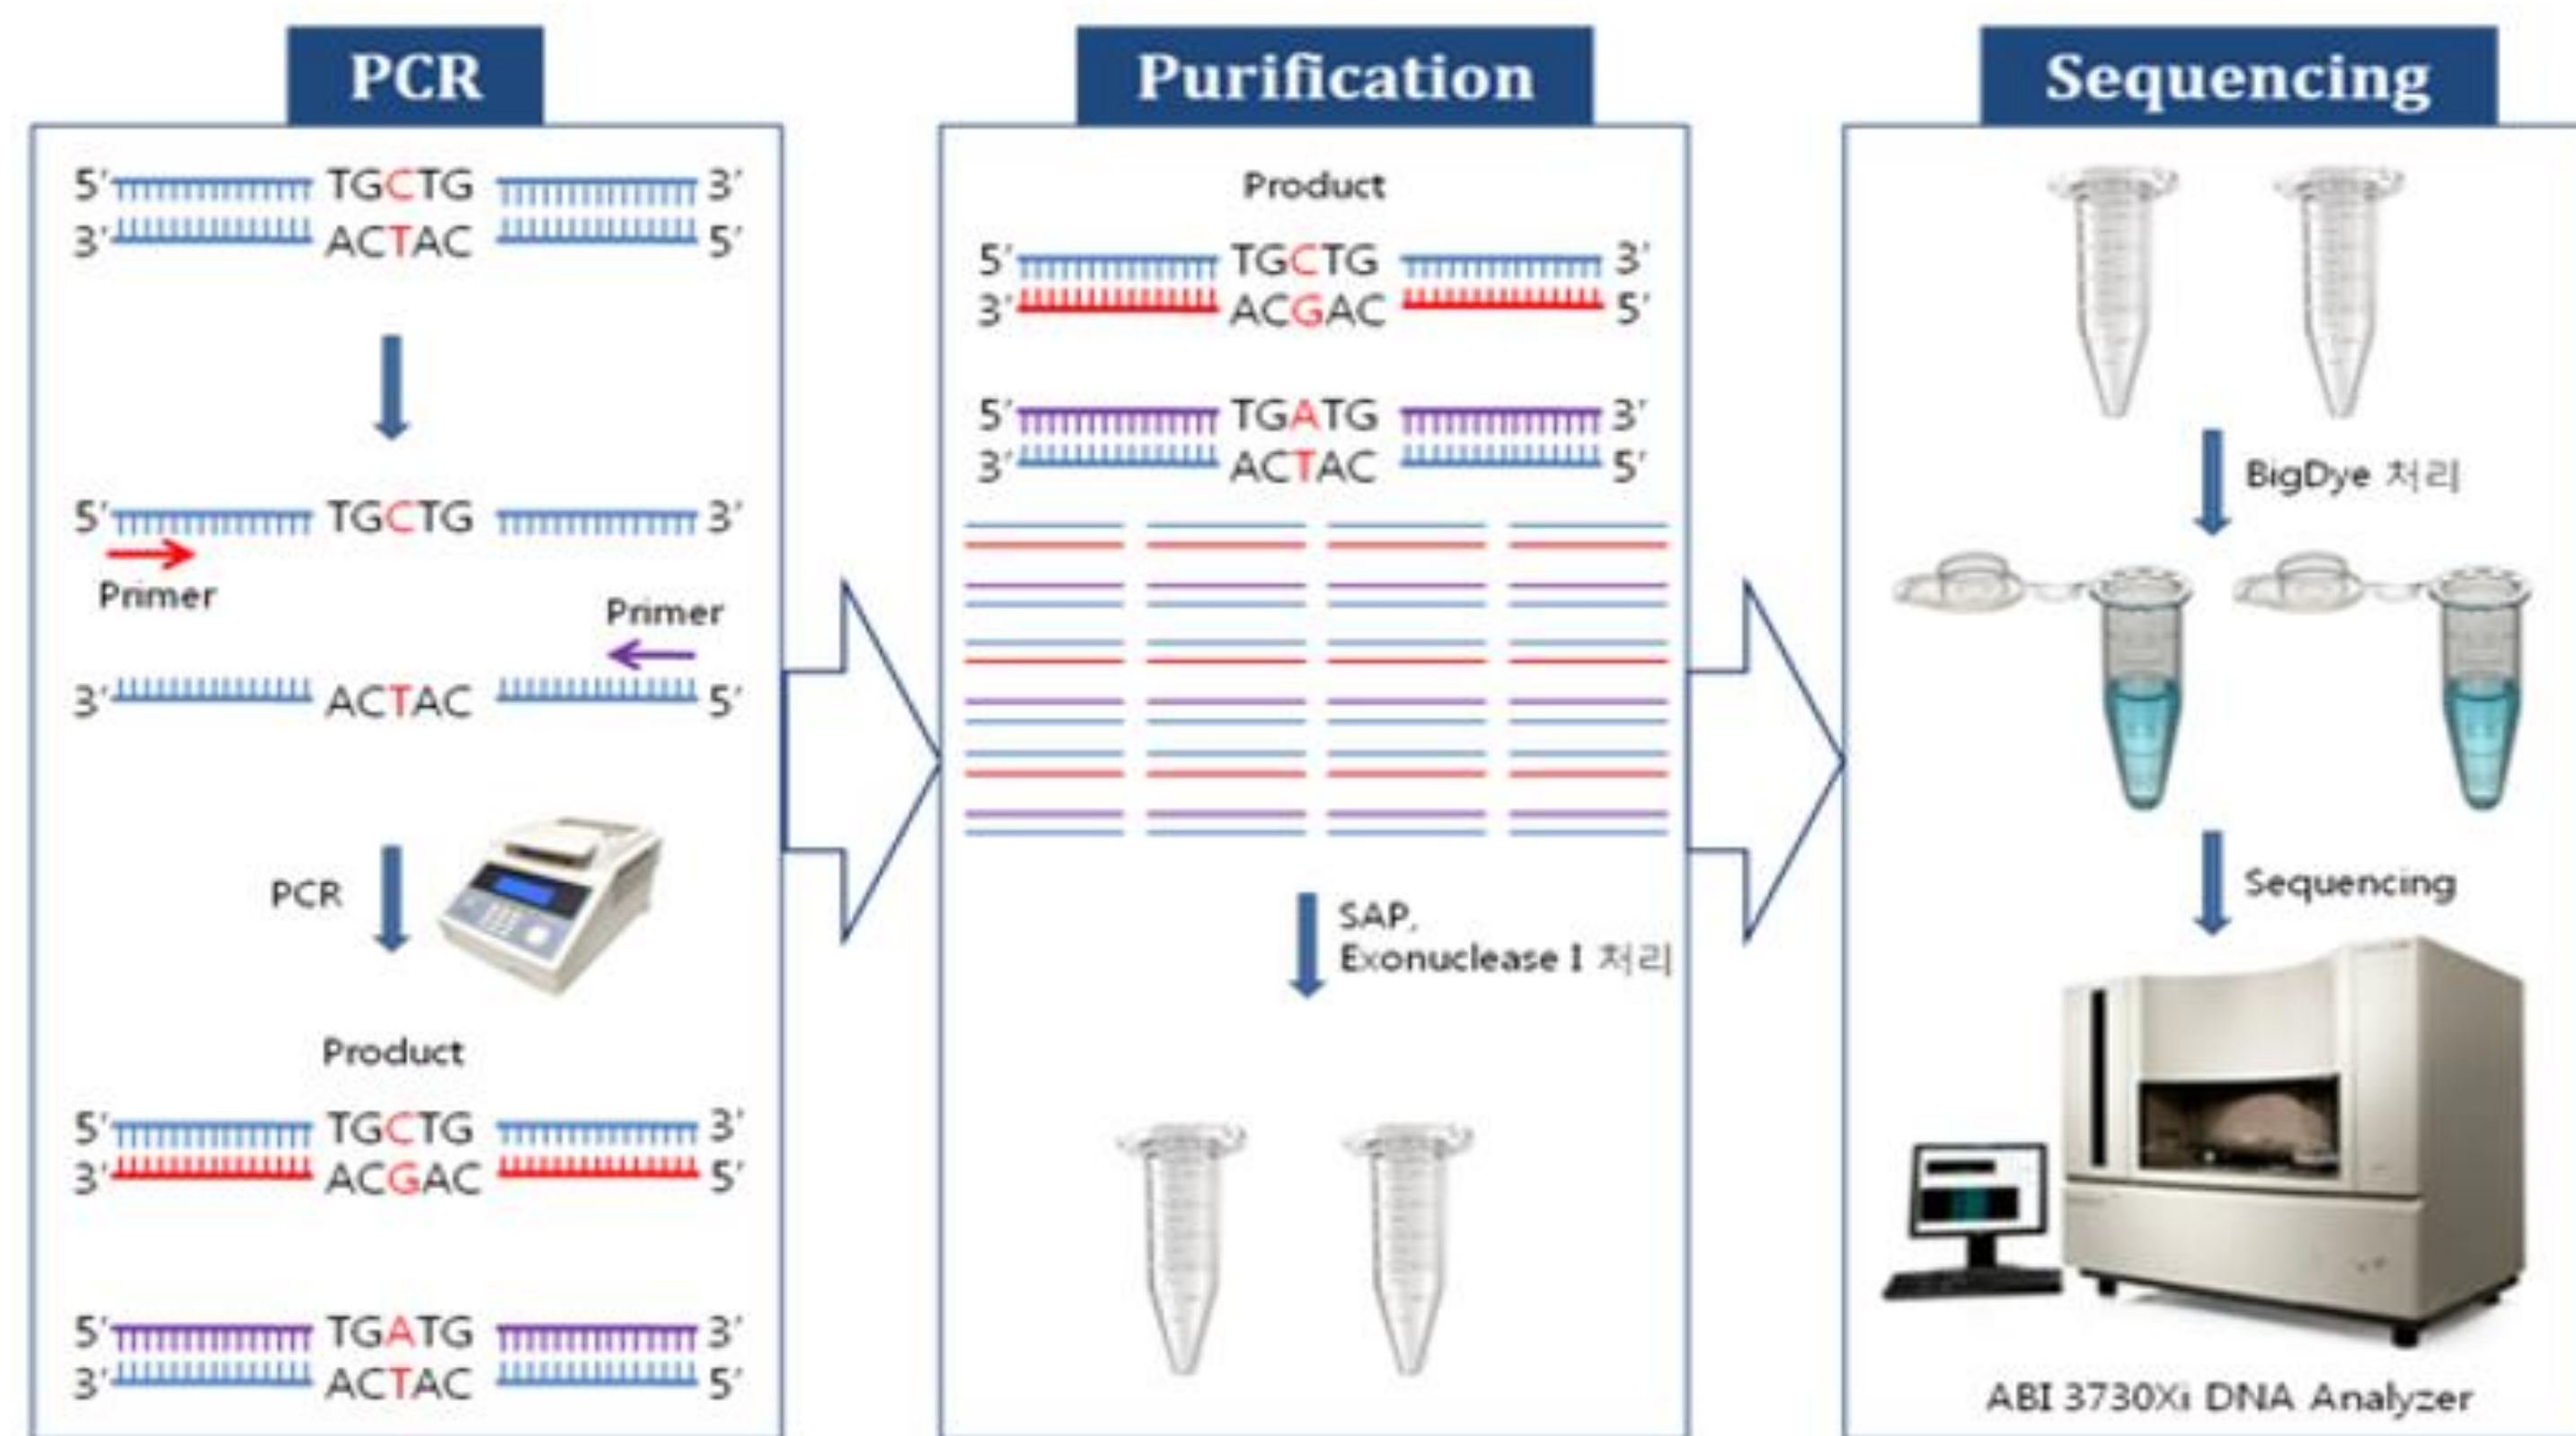 PCR
5′ TGCTG 3′
3′ ACTAC 5′
5′ TGCTG 3′
Primer
Primer
3′ ACTAC 5′
PCR
Product
5′ TGCTG 3′
3′ ACGAC 5′
5′ TGATG 3′
3′ ACTAC 5′
Purification
Product
5′ TGCTG 3′
3′ ACGAC 5′
5′ TGATG 3′
3′ ACTAC 5′
SAP,
Exonuclease I 처리
Sequencing
BigDye 처리
Sequencing
ABI 3730Xi DNA Analyzer